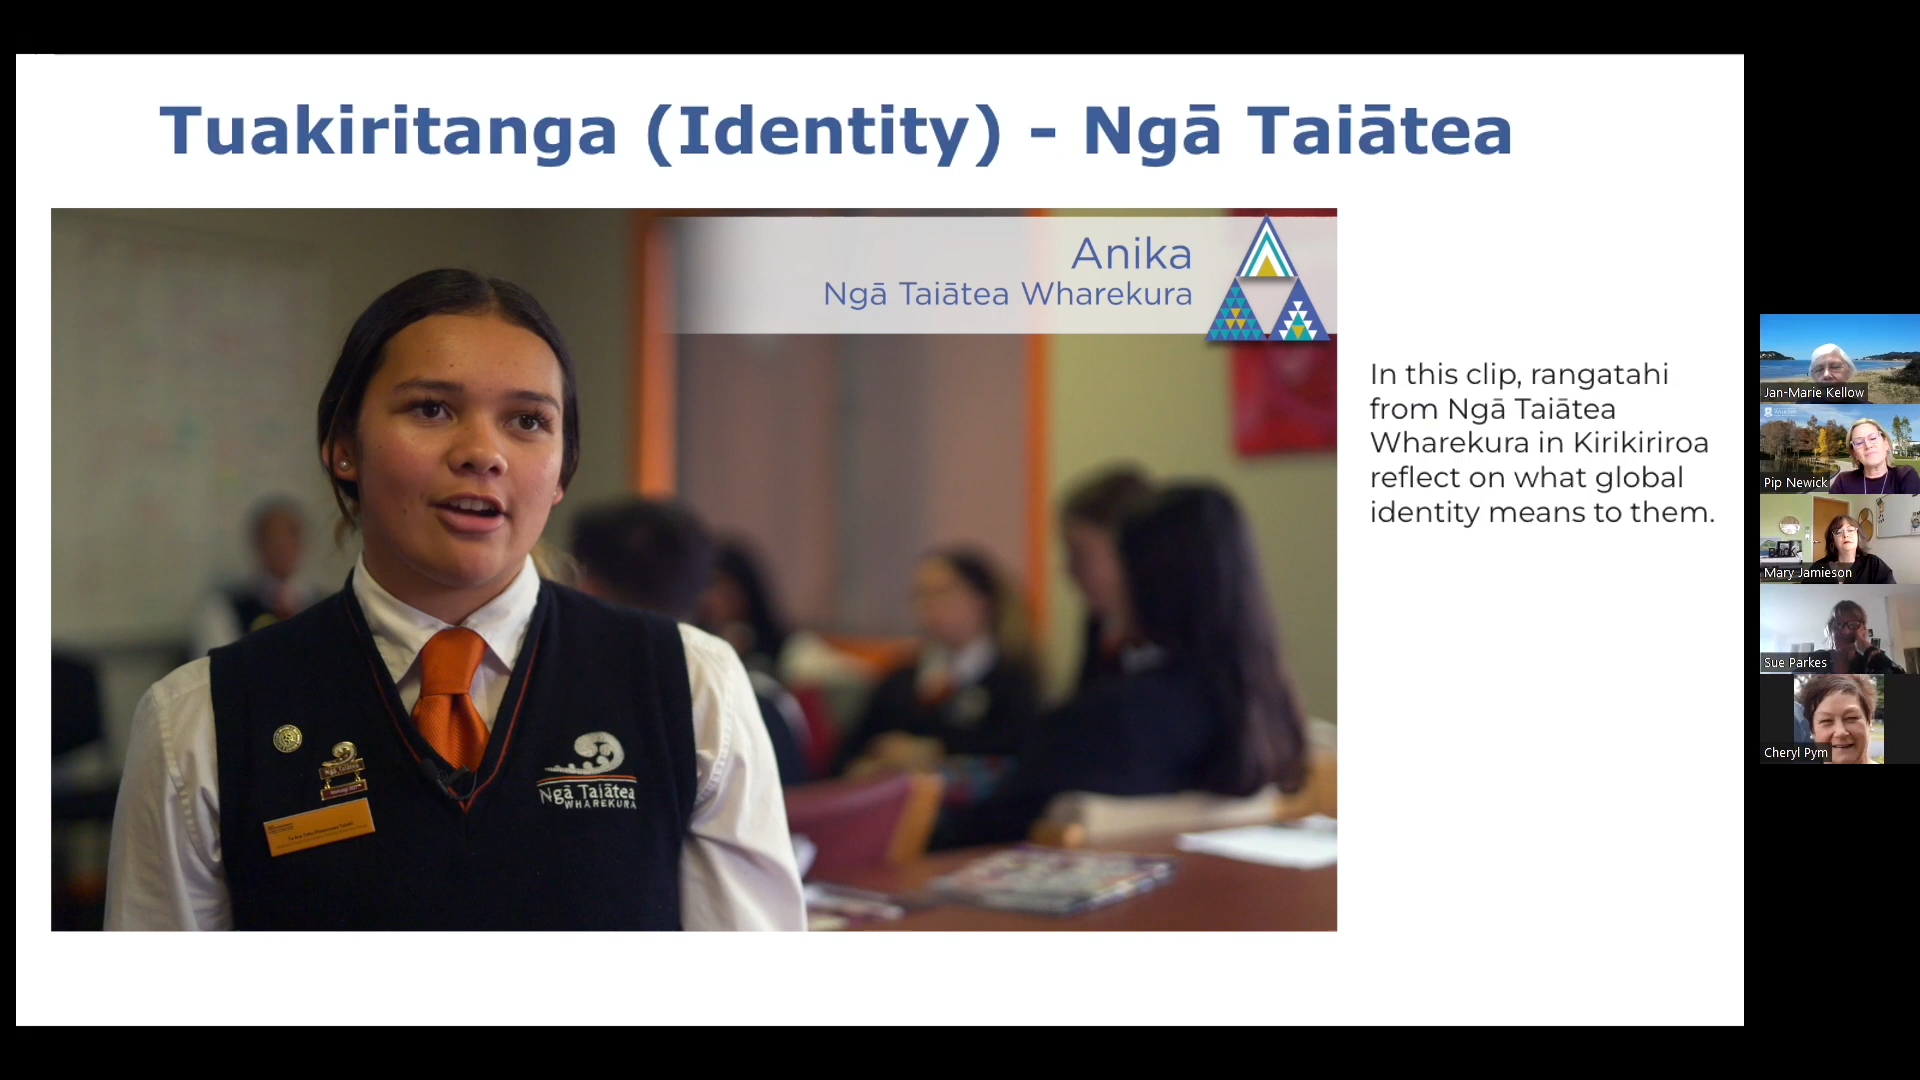 Tuakiritanga (Identity) - Ngā Taiātea
Anika
Ngā Taiātea Wharekura
In this clip, rangatahi
from Ngā Taiātea
Wharekura in Kirikiriroa
reflect on what global
identity means to them.
Ngā Taiātea
WHAREKURA
Ngā Taiātea
Jan-Marie Kellow
Pip Newick
Mary Jamieson
Sue Parkes
Cheryl Pym